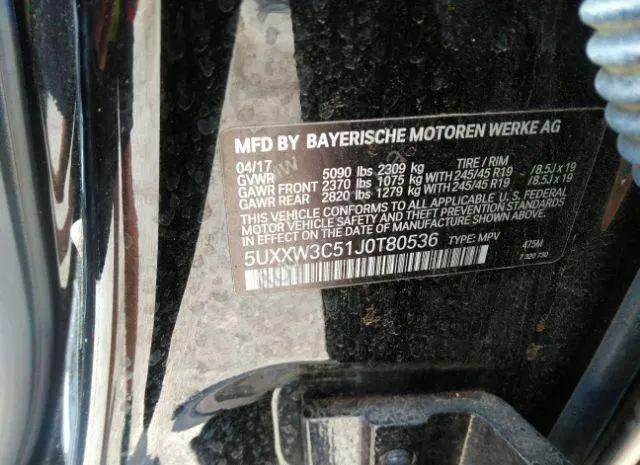 MFD BY BAYERISCHE MOTOREN WERKE AG
04/17 TIRE / RIM
GVWR 5090 lbs 2309 kg
GAWR FRONT 2370 lbs 1075 kg WITH 245/45 R19 /8.5J x 19
GAWR REAR 2820 lbs 1279 kg WITH 245/45 R19 /8.5J x 19
THIS VEHICLE CONFORMS TO ALL APPLICABLE U.S. FEDERAL
MOTOR VEHICLE SAFETY AND THEFT PREVENTION STANDARDS
IN EFFECT ON THE DATE OF MANUFACTURE SHOWN ABOVE.
5UXXW3C51J0T80536 TYPE: MPV 475M
7 320 730